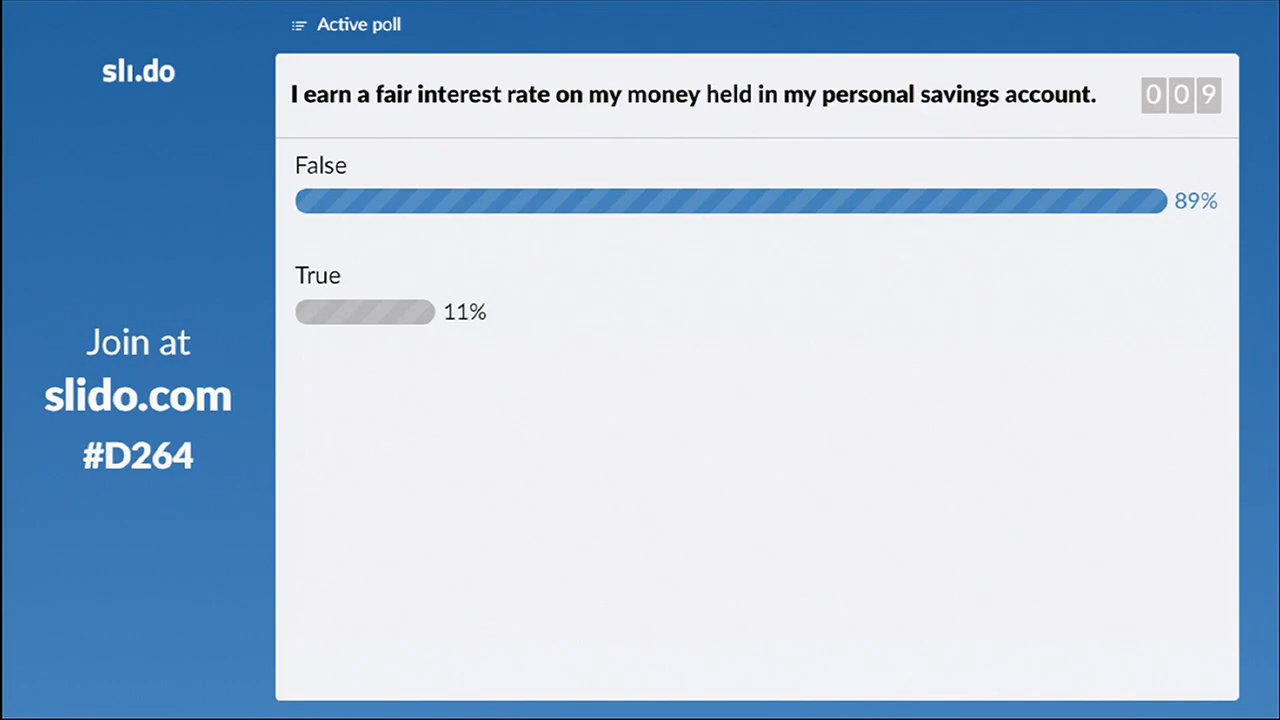 Active poll
sli.do
I earn a fair interest rate on my money held in my personal savings account.
009
False
89%
True
11%
Join at
slido.com
#D264